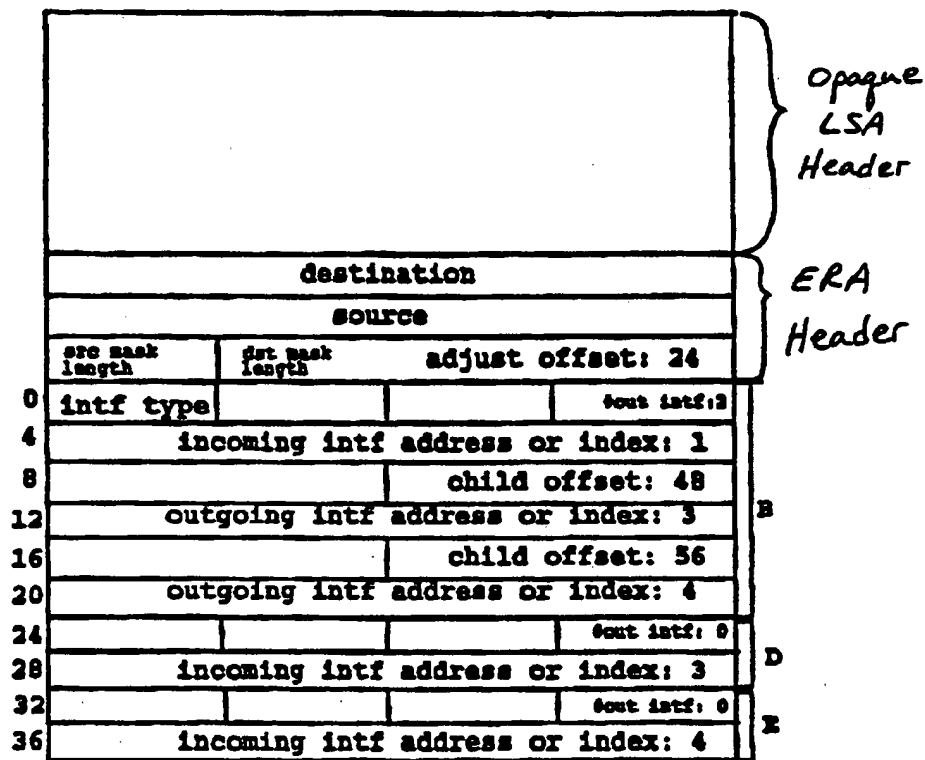 Opaque
LSA
Header
destination
ERA
source
Header
src mask length
dst mask length
adjust offset: 24
0 intf type #out intf:2
4 incoming intf address or index: 1
8 child offset: 48
B
12 outgoing intf address or index: 3
16 child offset: 56
20 outgoing intf address or index: 4
24 #out intf: 0
D
28 incoming intf address or index: 3
32 #out intf: 0
E
36 incoming intf address or index: 4